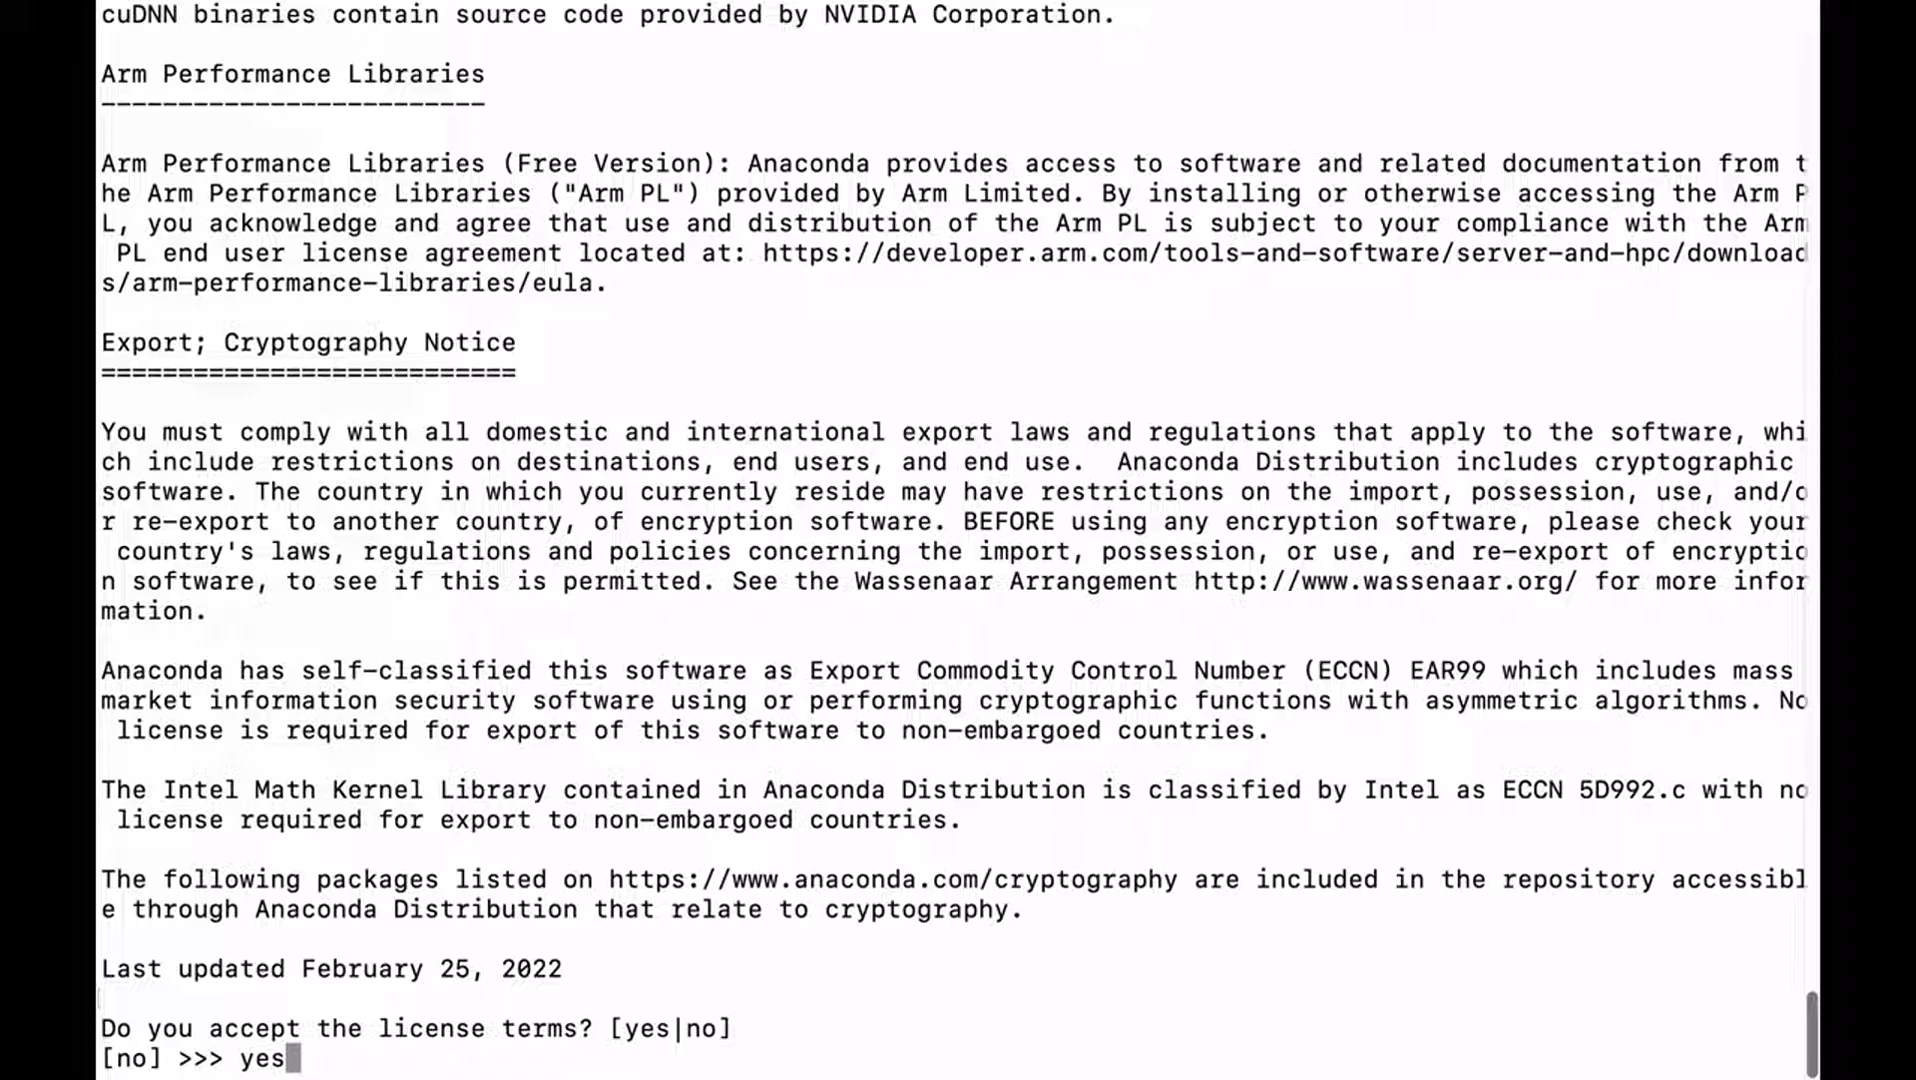 cuDNN binaries contain source code provided by NVIDIA Corporation.
Arm Performance Libraries
-------------------------
Arm Performance Libraries (Free Version): Anaconda provides access to software and related documentation from t
he Arm Performance Libraries ("Arm PL") provided by Arm Limited. By installing or otherwise accessing the Arm P
L, you acknowledge and agree that use and distribution of the Arm PL is subject to your compliance with the Arm
 PL end user license agreement located at: https://developer.arm.com/tools-and-software/server-and-hpc/download
s/arm-performance-libraries/eula.
Export; Cryptography Notice
===========================
You must comply with all domestic and international export laws and regulations that apply to the software, whi
ch include restrictions on destinations, end users, and end use.  Anaconda Distribution includes cryptographic
software. The country in which you currently reside may have restrictions on the import, possession, use, and/o
r re-export to another country, of encryption software. BEFORE using any encryption software, please check your
 country's laws, regulations and policies concerning the import, possession, or use, and re-export of encryptio
n software, to see if this is permitted. See the Wassenaar Arrangement http://www.wassenaar.org/ for more infor
mation.
Anaconda has self-classified this software as Export Commodity Control Number (ECCN) EAR99 which includes mass
market information security software using or performing cryptographic functions with asymmetric algorithms. No
 license is required for export of this software to non-embargoed countries.
The Intel Math Kernel Library contained in Anaconda Distribution is classified by Intel as ECCN 5D992.c with no
 license required for export to non-embargoed countries.
The following packages listed on https://www.anaconda.com/cryptography are included in the repository accessibl
e through Anaconda Distribution that relate to cryptography.
Last updated February 25, 2022
Do you accept the license terms? [yes|no]
[no] >>> yes